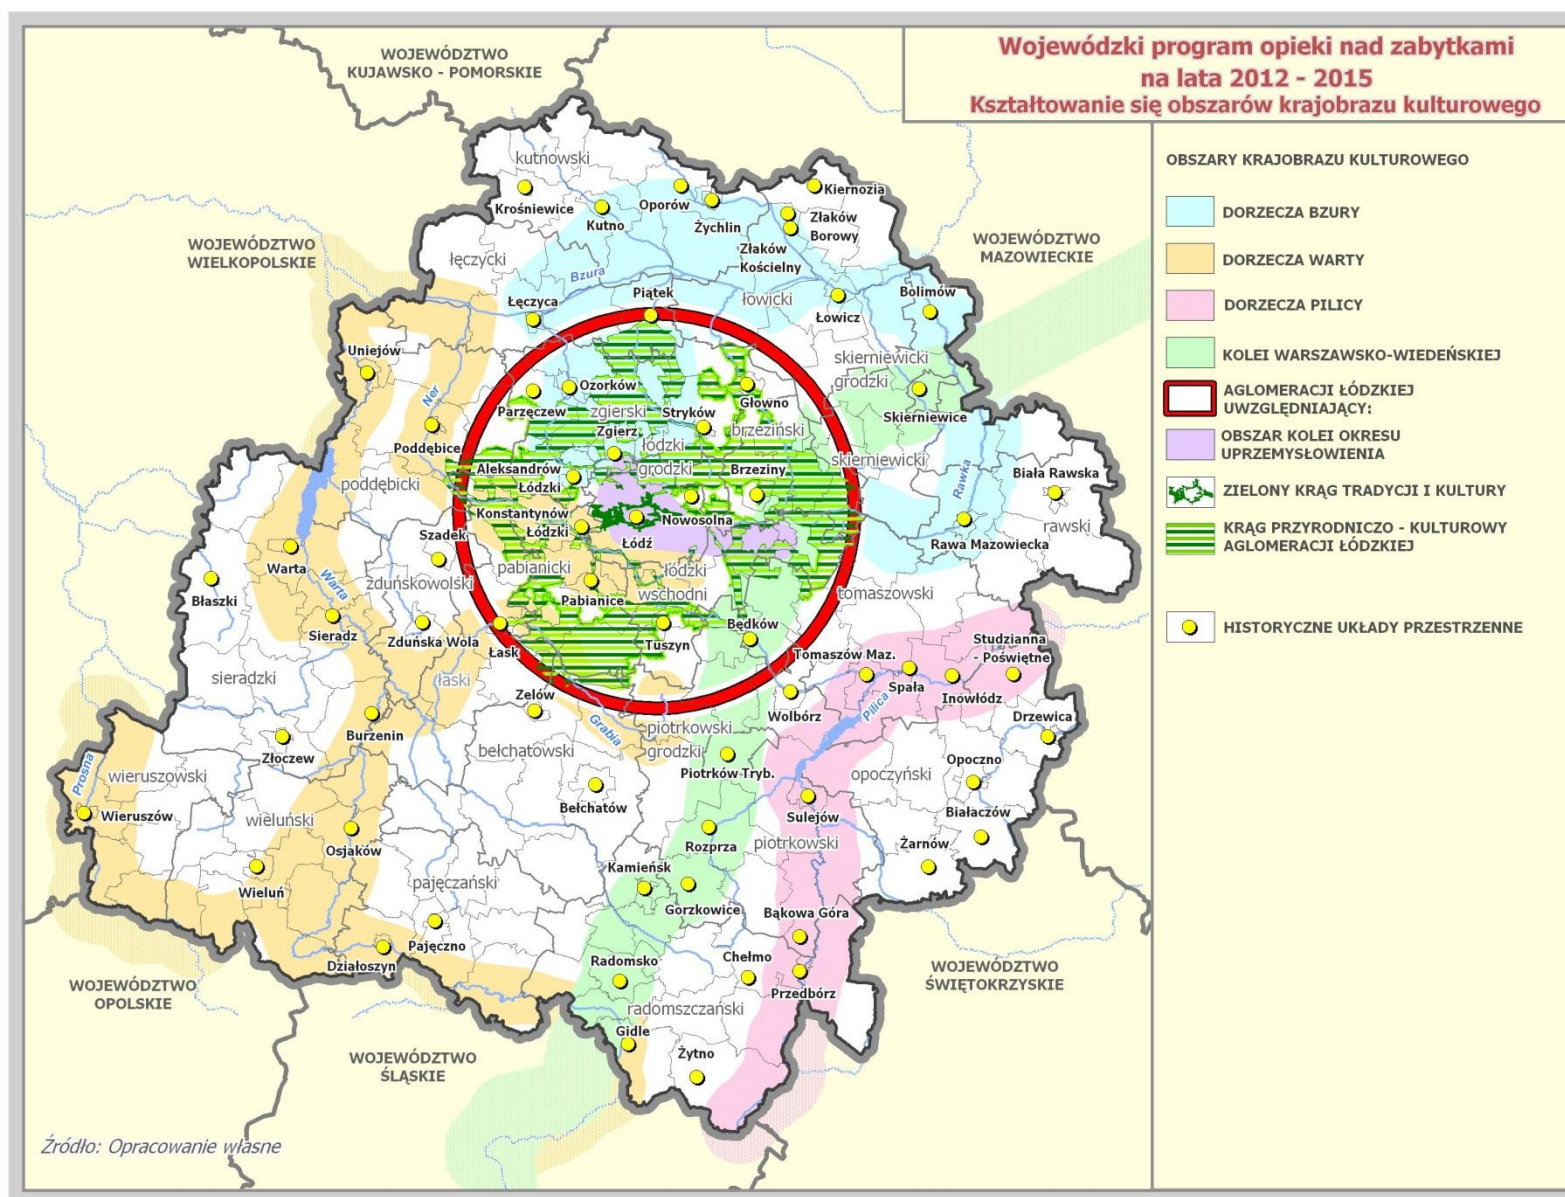 Wojewódzki program opieki nad zabytkami
na lata 2012 - 2015
Kształtowanie się obszarów krajobrazu kulturowego
OBSZARY KRAJOBRAZU KULTUROWEGO
DORZECZA BZURY
DORZECZA WARTY
DORZECZA PILICY
KOLEI WARSZAWSKO-WIEDEŃSKIEJ
AGLOMERACJI ŁÓDZKIEJ
UWZGLĘDNIAJĄCY:
OBSZAR KOLEI OKRESU
UPRZEMYSŁOWIENIA
ZIELONY KRĄG TRADYCJI I KULTURY
KRĄG PRZYRODNICZO - KULTUROWY
AGLOMERACJI ŁÓDZKIEJ
HISTORYCZNE UKŁADY PRZESTRZENNE
WOJEWÓDZTWO
KUJAWSKO - POMORSKIE
WOJEWÓDZTWO
WIELKOPOLSKIE
WOJEWÓDZTWO
MAZOWIECKIE
kutnowski
Krośniewice
Kutno
Oporów
Żychlin
Kiernozia
Złaków
Borowy
Złaków
Kościelny
łęczycki
Bzura
Łęczyca
Piątek
łowicki
Łowicz
Bolimów
Uniejów
Ner
Poddębice
Parzęczew
Ozorków
zgierski
Zgierz
Stryków
Głowno
brzeziński
skierniewicki
grodzki
Skierniewice
łódzki
grodzki
skierniewicki
Rawka
Biała Rawska
rawski
Rawa Mazowiecka
poddębicki
Aleksandrów
Łódzki
Konstantynów
Łódzki
Łódź
Nowosolna
Brzeziny
Szadek
Warta
Warta
Błaszki
Sieradz
zduńskowolski
Zduńska Wola
pabianicki
Pabianice
łódzki
wschodni
Tuszyn
Będków
tomaszowski
Łask
łaski
sieradzki
Zelów
Grabia
piotrkowski
grodzki
Wolbórz
Tomaszów Maz.
Spała
Inowłódz
Studzianna
- Poświętne
Drzewica
Pilica
Burzenin
Złoczew
bełchatowski
Bełchatów
Piotrków Tryb.
opoczyński
Opoczno
Białaczów
Żarnów
Sulejów
piotrkowski
Prosna
wieruszowski
Wieruszów
wieluński
Wieluń
Osjaków
pajęczański
Pajęczno
Działoszyn
Rozprza
Kamieńsk
Gorzkowice
Bąkowa Góra
Radomsko
Chełmo
Przedbórz
radomszczański
Gidle
Żytno
WOJEWÓDZTWO
OPOLSKIE
WOJEWÓDZTWO
ŚLĄSKIE
WOJEWÓDZTWO
ŚWIĘTOKRZYSKIE
Źródło: Opracowanie własne